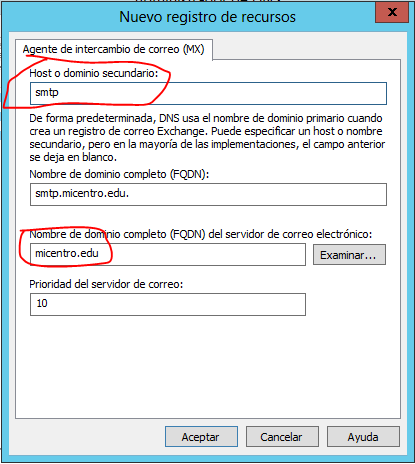 Nuevo registro de recursos
x
Agente de intercambio de correo (MX)
Host o dominio secundario:
smtp
De forma predeterminada, DNS usa el nombre de dominio primario cuando
crea un registro de correo Exchange. Puede especificar un host o nombre
secundario, pero en la mayoría de las implementaciones, el campo anterior
se deja en blanco.
Nombre de dominio completo (FQDN):
smtp.micentro.edu.
Nombre de dominio completo (FQDN) del servidor de correo electrónico:
micentro.edu
Examinar...
Prioridad del servidor de correo:
10
Aceptar
Cancelar
Ayuda